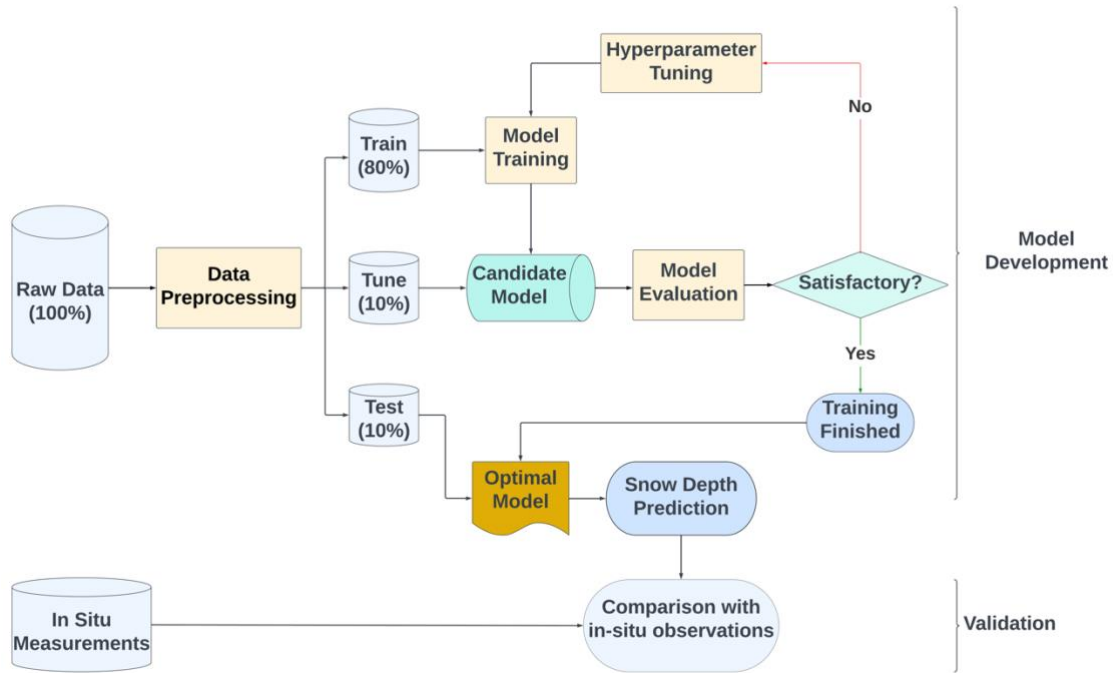 Hyperparameter
Tuning
No
Train
(80%)
Model
Training
Raw Data
(100%)
Data
Preprocessing
Tune
(10%)
Candidate
Model
Model
Evaluation
Satisfactory?
Model
Development
Yes
Test
(10%)
Training
Finished
Optimal
Model
Snow Depth
Prediction
In Situ
Measurements
Comparison with
in-situ observations
Validation